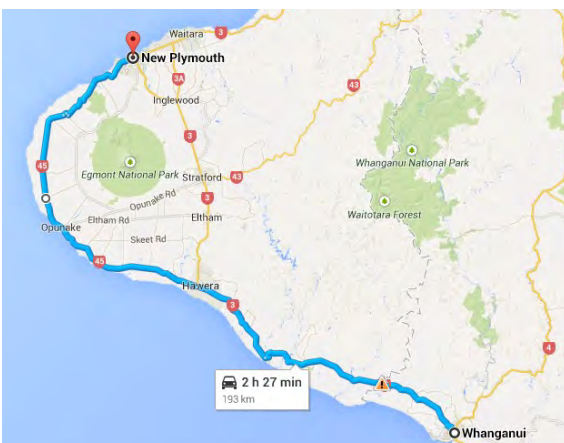 Waitara
3
New Plymouth
3A
Inglewood
43
3
45
Egmont National Park
Whanganui National Park
Stratford
43
Opunake Rd
3
Waitotara Forest
Eltham Rd
Eltham
Opunake
Skeet Rd
45
Hawera
3
4
2 h 27 min
193 km
Whanganui